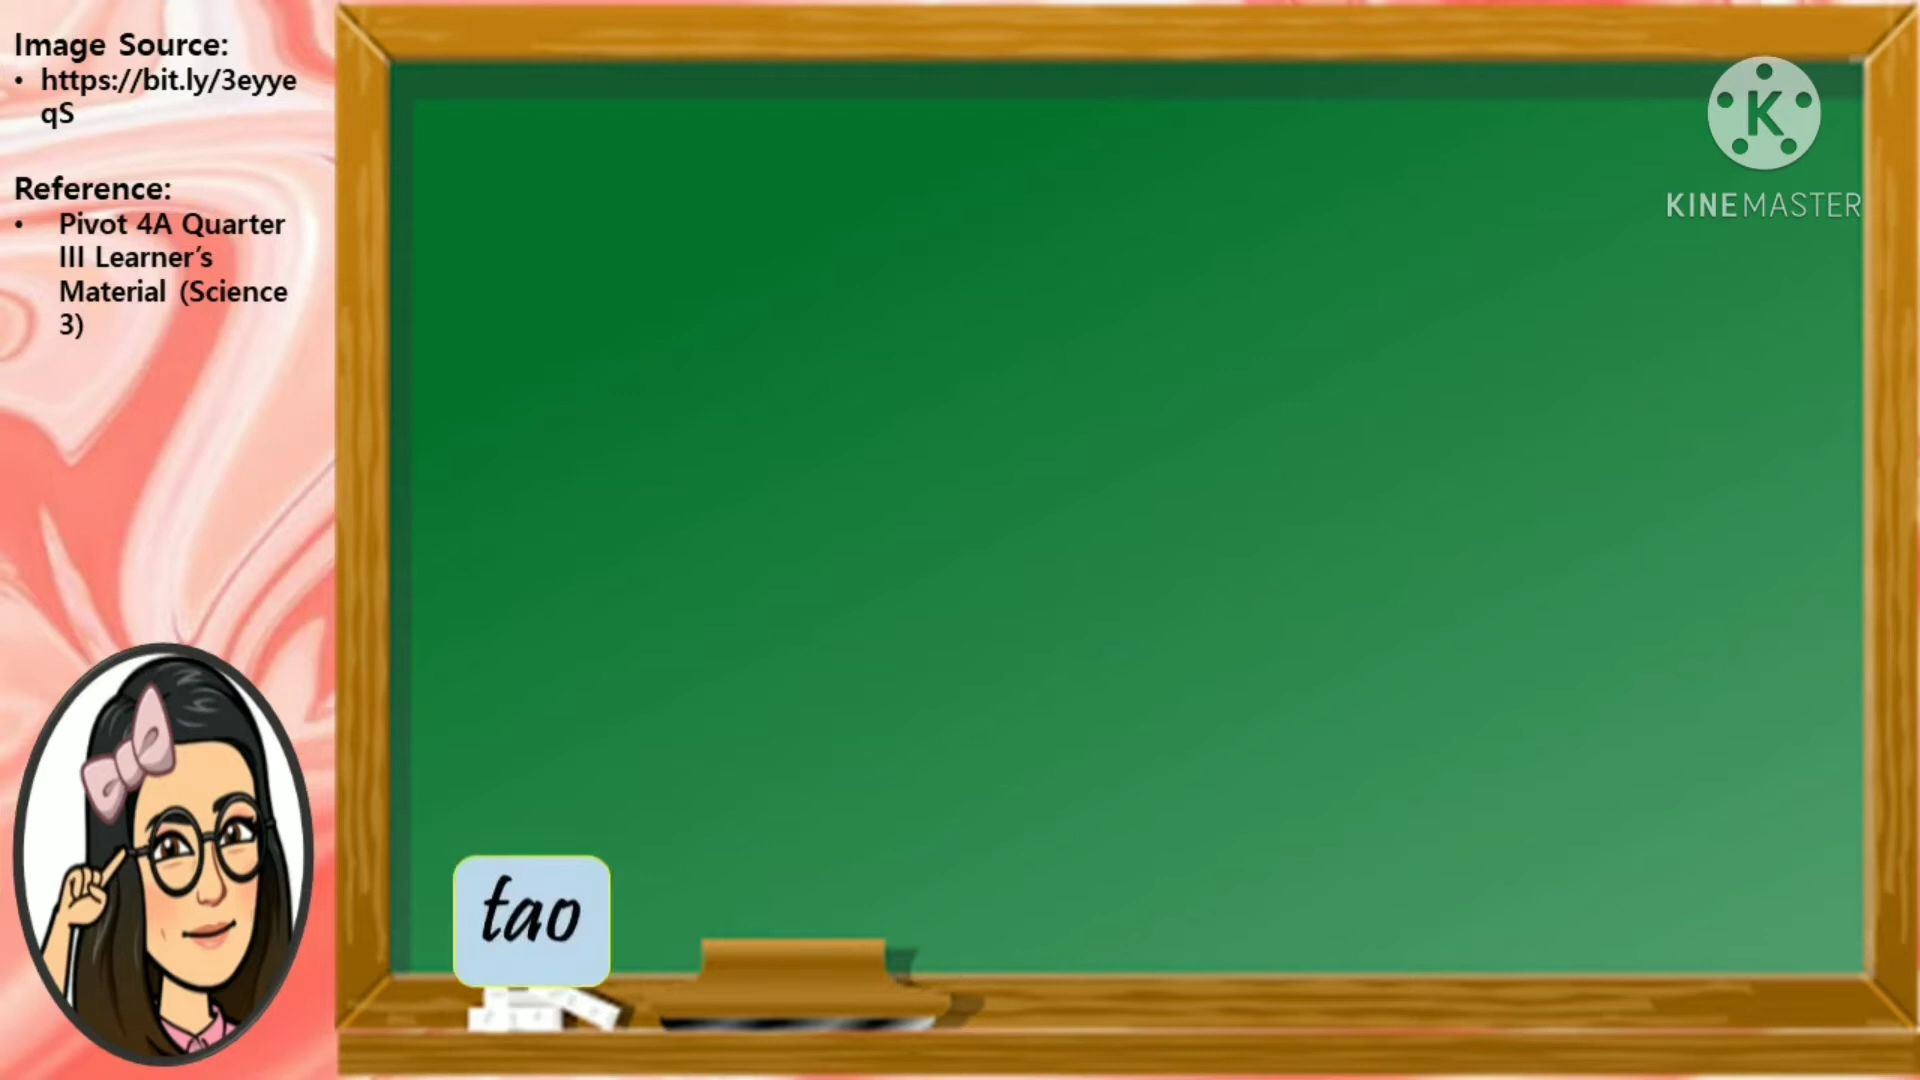 Image Source:
• https://bit.ly/3eyye
qS
Reference:
• Pivot 4A Quarter
III Learner’s
Material (Science
3)
K
KINEMASTER
tao